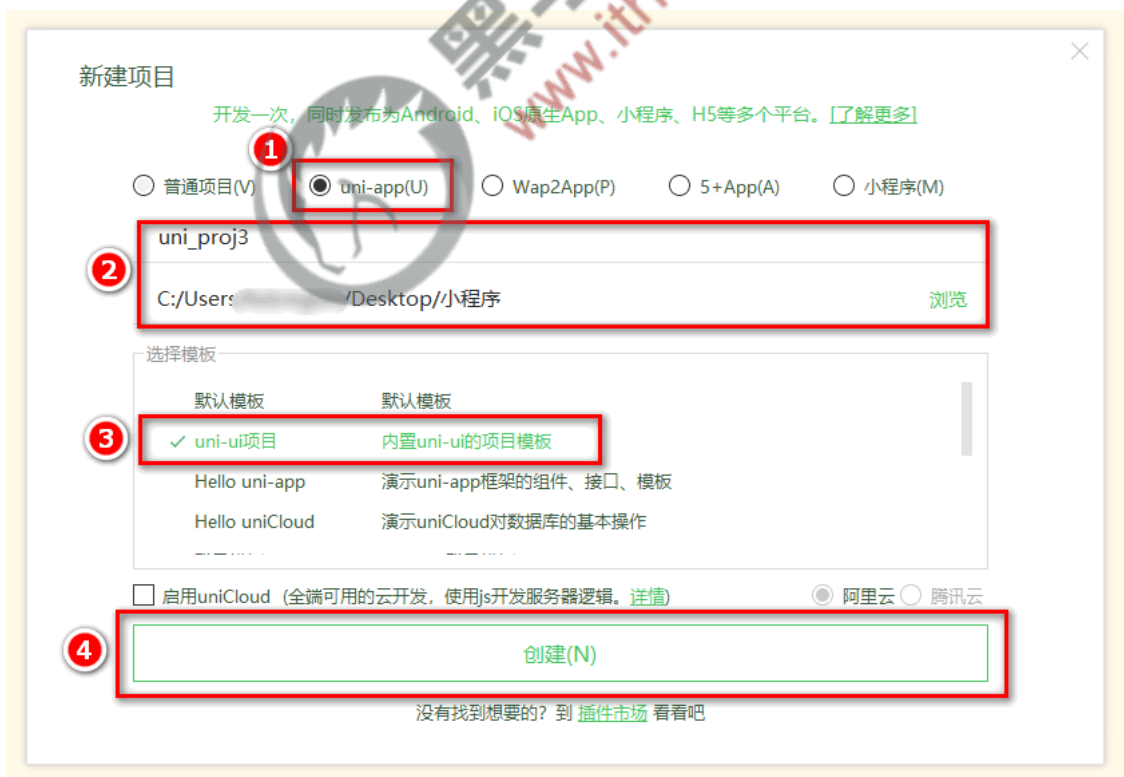 黑
www.ith
新建项目
开发一次，同时发布为Android、iOS原生App、小程序、H5等多个平台。[了解更多]
1
普通项目(V) uni-app(U) Wap2App(P) 5+App(A) 小程序(M)
2
uni_proj3
C:/Users /Desktop/小程序 浏览
选择模板
默认模板 默认模板
3
✓ uni-ui项目 内置uni-ui的项目模板
Hello uni-app 演示uni-app框架的组件、接口、模板
Hello uniCloud 演示uniCloud对数据库的基本操作
启用uniCloud（全端可用的云开发，使用js开发服务器逻辑。详情) 阿里云 腾讯云
4
创建(N)
没有找到想要的？到 插件市场 看看吧